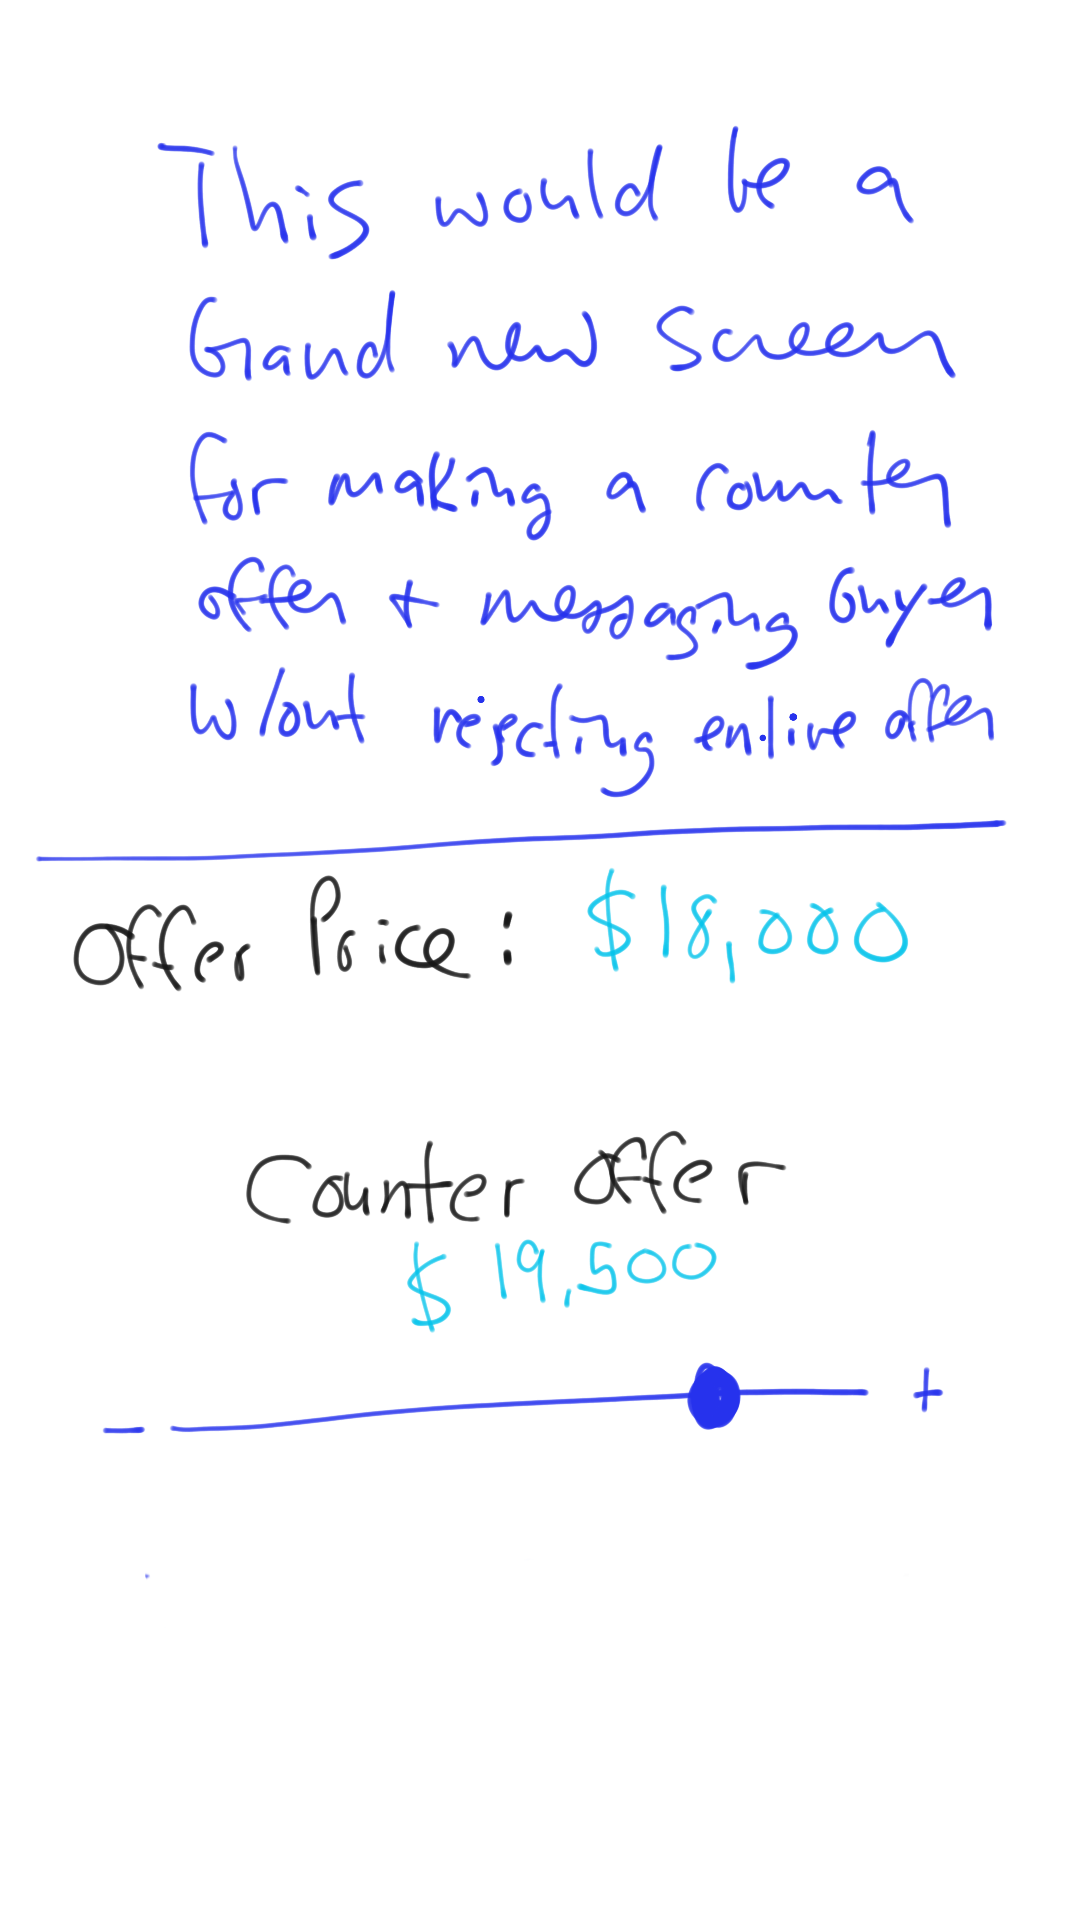 This would be a
brand new screen
for making a counter
offer + messaging buyer
w/out rejecting entire offer
Offer Price: $18,000
Counter Offer
$ 19,500
- +